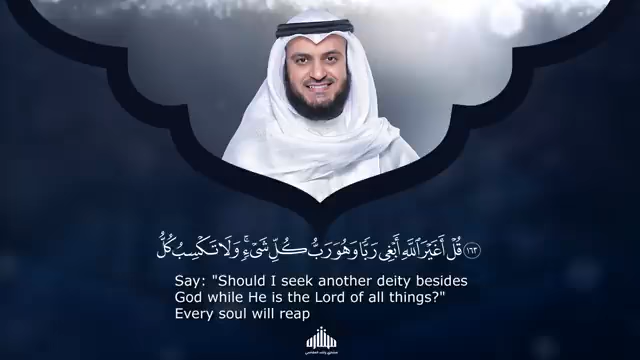 ١٦٣ قُلْ أَغَيْرَ ٱللَّهِ أَبْغِى رَبًّا وَهُوَ رَبُّ كُلِّ شَىْءٍ ۚ وَلَا تَكْسِبُ كُلُّ
Say: "Should I seek another deity besides
God while He is the Lord of all things?"
Every soul will reap